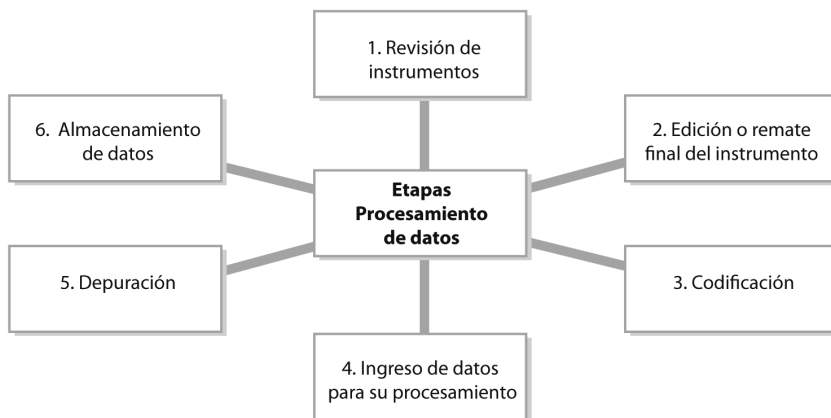 1. Revisión de
instrumentos
2. Edición o remate
final del instrumento
3. Codificación
4. Ingreso de datos
para su procesamiento
5. Depuración
6. Almacenamiento
de datos
Etapas
Procesamiento
de datos